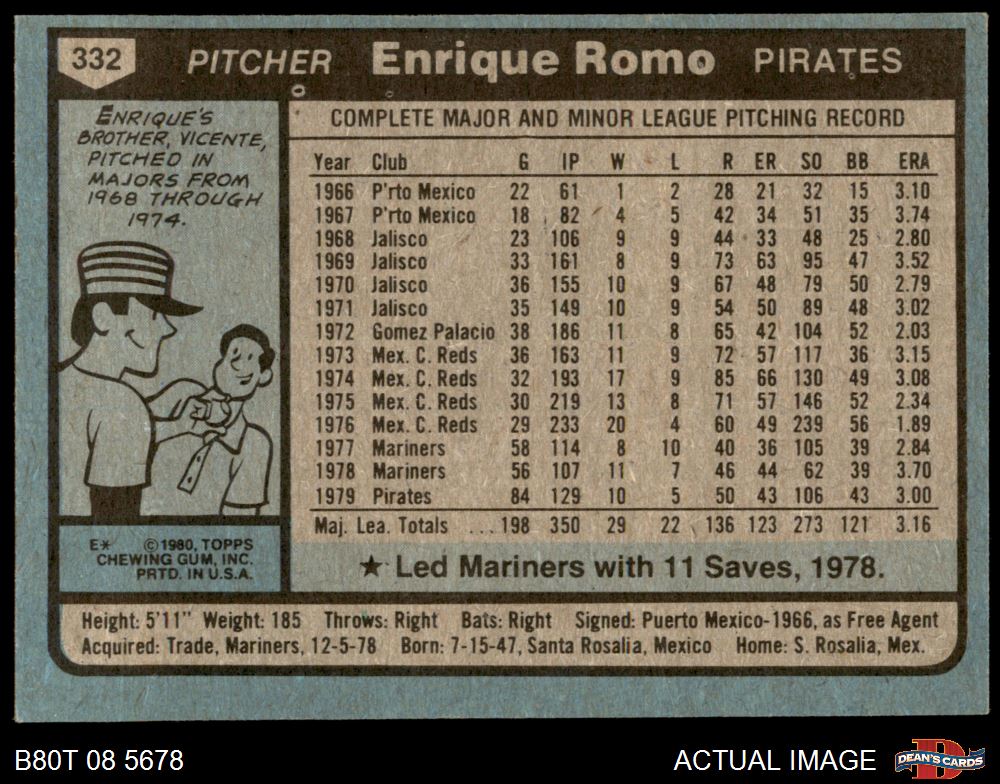 332 PITCHER Enrique Romo PIRATES
ENRIQUE'S
BROTHER, VICENTE,
PITCHED IN
MAJORS FROM
1968 THROUGH
1974.
COMPLETE MAJOR AND MINOR LEAGUE PITCHING RECORD
Year Club G IP W L R ER SO BB ERA
1966 P'rto Mexico 22 61 1 2 28 21 32 15 3.10
1967 P'rto Mexico 18 82 4 5 42 34 51 35 3.74
1968 Jalisco 23 106 9 9 44 33 48 25 2.80
1969 Jalisco 33 161 8 9 73 63 95 47 3.52
1970 Jalisco 36 155 10 9 67 48 79 50 2.79
1971 Jalisco 35 149 10 9 54 50 89 48 3.02
1972 Gomez Palacio 38 186 11 8 65 42 104 52 2.03
1973 Mex. C. Reds 36 163 11 9 72 57 117 36 3.15
1974 Mex. C. Reds 32 193 17 9 85 66 130 49 3.08
1975 Mex. C. Reds 30 219 13 8 71 57 146 52 2.34
1976 Mex. C. Reds 29 233 20 4 60 49 239 56 1.89
1977 Mariners 58 114 8 10 40 36 105 39 2.84
1978 Mariners 56 107 11 7 46 44 62 39 3.70
1979 Pirates 84 129 10 5 50 43 106 43 3.00
Maj. Lea. Totals ... 198 350 29 22 136 123 273 121 3.16
★ Led Mariners with 11 Saves, 1978.
E* © 1980, TOPPS
CHEWING GUM, INC.
PRTD. IN U.S.A.
Height: 5'11" Weight: 185 Throws: Right Bats: Right Signed: Puerto Mexico-1966, as Free Agent
Acquired: Trade, Mariners, 12-5-78 Born: 7-15-47, Santa Rosalia, Mexico Home: S. Rosalia, Mex.
B80T 08 5678 ACTUAL IMAGE DEAN'S CARDS